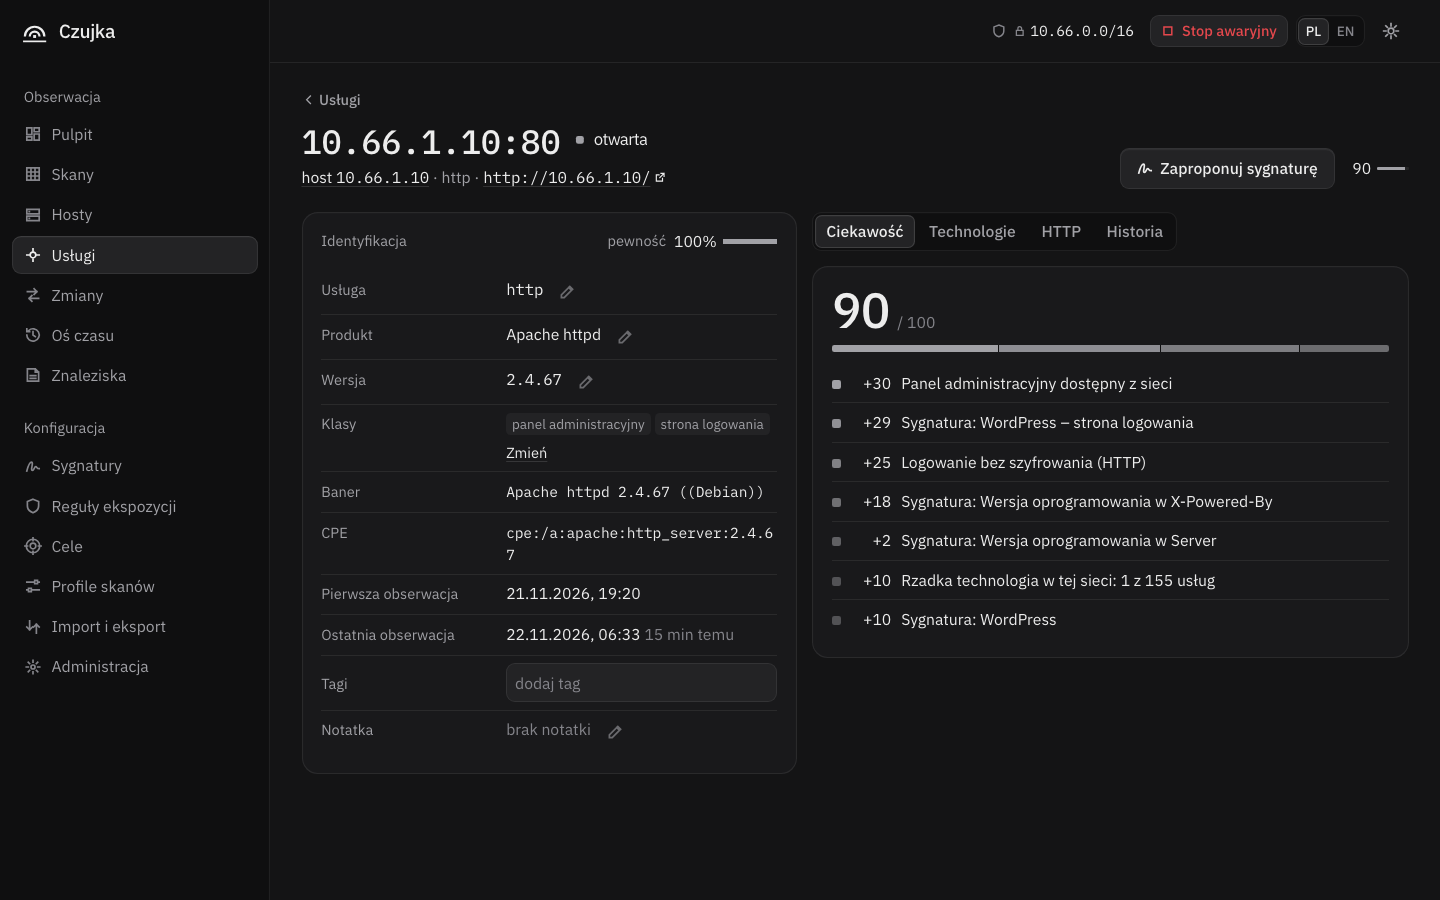 Czujka
10.66.0.0/16
Stop awaryjny
PL EN
Obserwacja
Pulpit
Skany
Hosty
Usługi
Zmiany
Oś czasu
Znaleziska
Konfiguracja
Sygnatury
Reguły ekspozycji
Cele
Profile skanów
Import i eksport
Administracja
Usługi
10.66.1.10:80 otwarta
host 10.66.1.10 · http · http://10.66.1.10/
Zaproponuj sygnaturę 90
Identyfikacja pewność 100%
Usługa http
Produkt Apache httpd
Wersja 2.4.67
Klasy panel administracyjny strona logowania
Zmień
Baner Apache httpd 2.4.67 ((Debian))
CPE cpe:/a:apache:http_server:2.4.6
7
Pierwsza obserwacja 21.11.2026, 19:20
Ostatnia obserwacja 22.11.2026, 06:33 15 min temu
Tagi dodaj tag
Notatka brak notatki
Ciekawość Technologie HTTP Historia
90 / 100
+30 Panel administracyjny dostępny z sieci
+29 Sygnatura: WordPress – strona logowania
+25 Logowanie bez szyfrowania (HTTP)
+18 Sygnatura: Wersja oprogramowania w X-Powered-By
+2 Sygnatura: Wersja oprogramowania w Server
+10 Rzadka technologia w tej sieci: 1 z 155 usług
+10 Sygnatura: WordPress